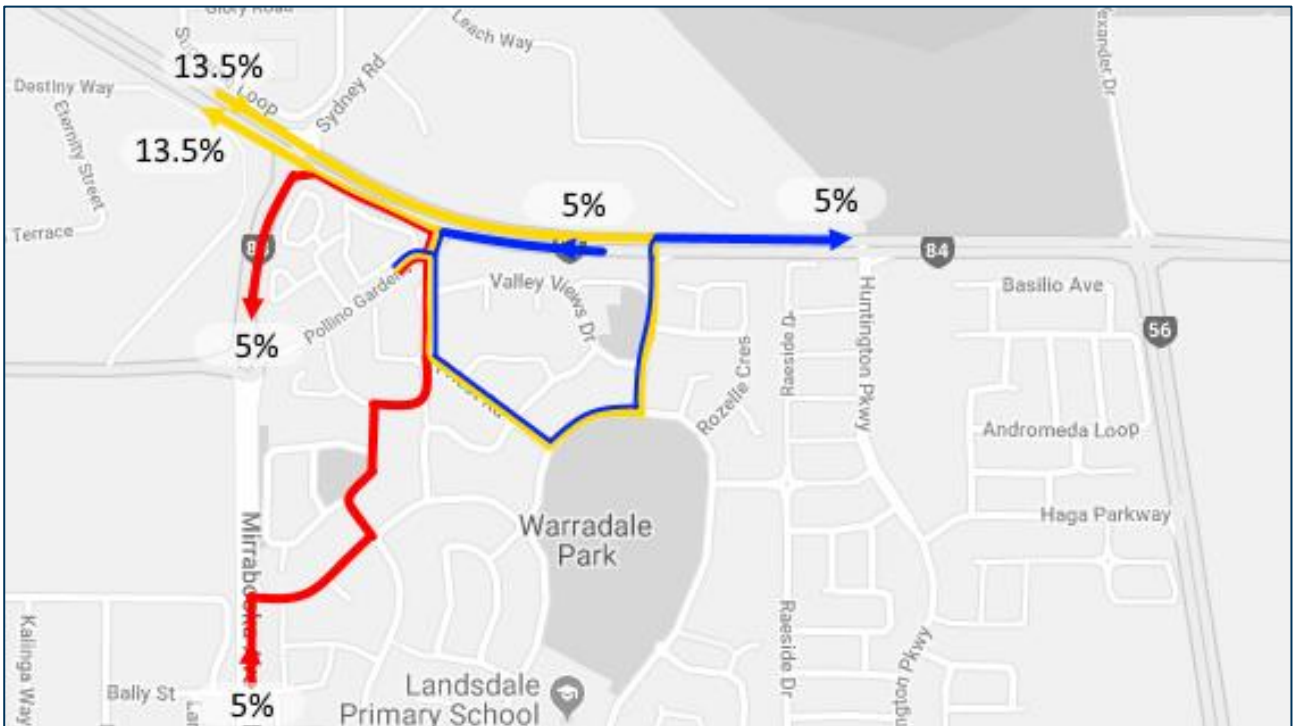 Glory Road
Leach Way
13.5%
Loop
Sydney Rd
Destiny Way
Eternity Street
13.5%
Terrace
5%
5%
84
Valley Views Dr
Pollino Gardens
Basilio Ave
56
Huntington Pkwy
5%
Rozelle Cres
Raeside D
Andromeda Loop
Haga Parkway
Warradale
Park
Raeside Dr
Kalinga Way
Bally St
5%
Landsdale
Primary School